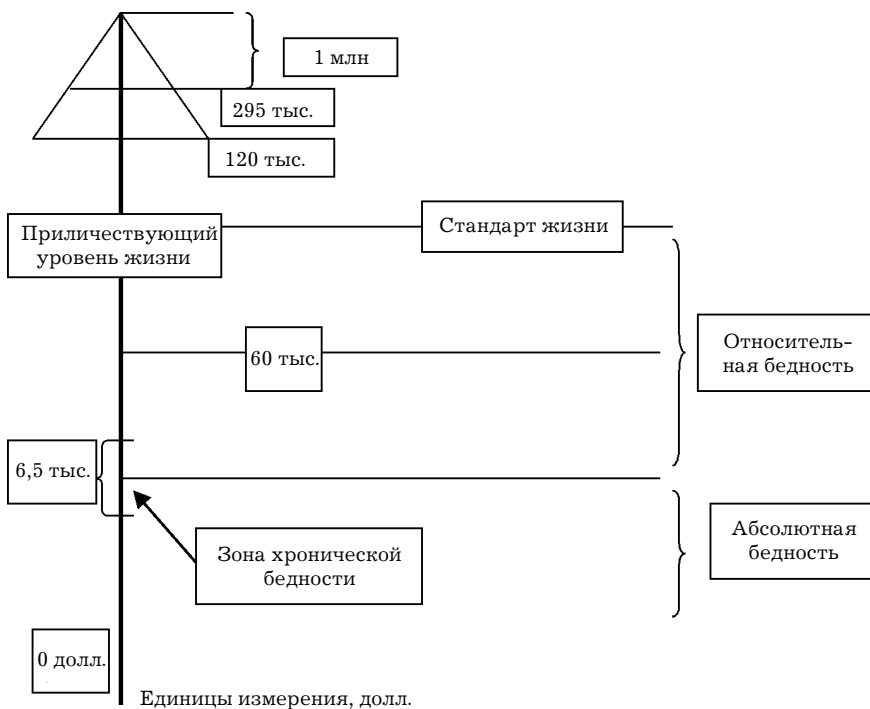 1 млн
295 тыс.
120 тыс.
Приличествующий
уровень жизни
Стандарт жизни
60 тыс.
Относитель-
ная бедность
6,5 тыс.
Зона хронической
бедности
Абсолютная
бедность
0 долл.
Единицы измерения, долл.